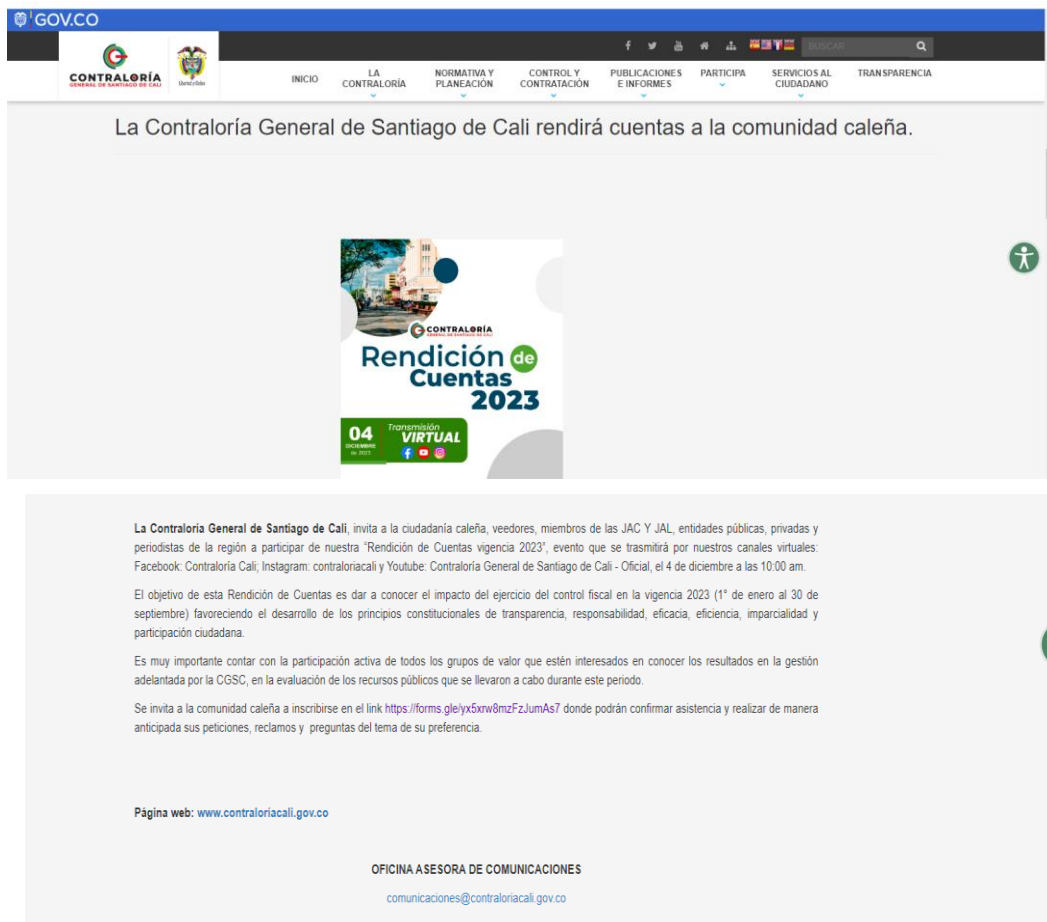 GOV.CO
BUSCAR
CONTRALORÍA
GENERAL DE SANTIAGO DE CALI
Libertad y Orden
INICIO
LA CONTRALORÍA
NORMATIVA Y PLANEACIÓN
CONTROL Y CONTRATACIÓN
PUBLICACIONES E INFORMES
PARTICIPA
SERVICIOS AL CIUDADANO
TRANSPARENCIA
La Contraloría General de Santiago de Cali rendirá cuentas a la comunidad caleña.
CONTRALORÍA
GENERAL DE SANTIAGO DE CALI
Rendición de
Cuentas
2023
04
DICIEMBRE
de 2023
Transmisión
VIRTUAL
La Contraloría General de Santiago de Cali, invita a la ciudadanía caleña, veedores, miembros de las JAC Y JAL, entidades públicas, privadas y
periodistas de la región a participar de nuestra "Rendición de Cuentas vigencia 2023", evento que se trasmitirá por nuestros canales virtuales:
Facebook: Contraloría Cali; Instagram: contraloriacali y Youtube: Contraloría General de Santiago de Cali - Oficial, el 4 de diciembre a las 10:00 am.
El objetivo de esta Rendición de Cuentas es dar a conocer el impacto del ejercicio del control fiscal en la vigencia 2023 (1° de enero al 30 de
septiembre) favoreciendo el desarrollo de los principios constitucionales de transparencia, responsabilidad, eficacia, eficiencia, imparcialidad y
participación ciudadana.
Es muy importante contar con la participación activa de todos los grupos de valor que estén interesados en conocer los resultados en la gestión
adelantada por la CGSC, en la evaluación de los recursos públicos que se llevaron a cabo durante este periodo.
Se invita a la comunidad caleña a inscribirse en el link https://forms.gle/yx5xrw8mzFzJumAs7 donde podrán confirmar asistencia y realizar de manera
anticipada sus peticiones, reclamos y preguntas del tema de su preferencia.
Página web: www.contraloriacali.gov.co
OFICINA ASESORA DE COMUNICACIONES
comunicaciones@contraloriacali.gov.co